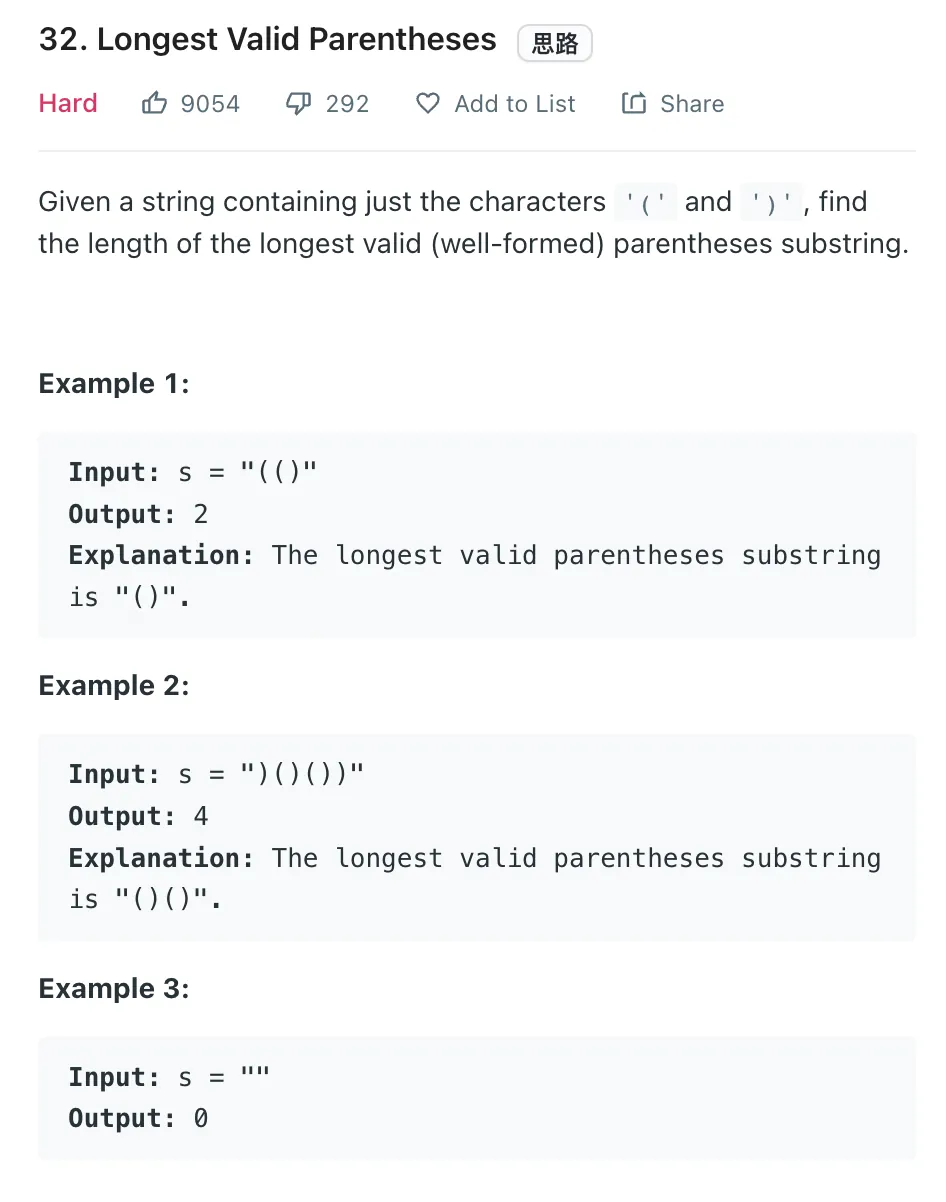 32. Longest Valid Parentheses 思路
Hard 9054 292 Add to List Share
Given a string containing just the characters '(' and ')', find
the length of the longest valid (well-formed) parentheses substring.
Example 1:
Input: s = "(()"
Output: 2
Explanation: The longest valid parentheses substring
is "()".
Example 2:
Input: s = ")()())"
Output: 4
Explanation: The longest valid parentheses substring
is "()()".
Example 3:
Input: s = ""
Output: 0